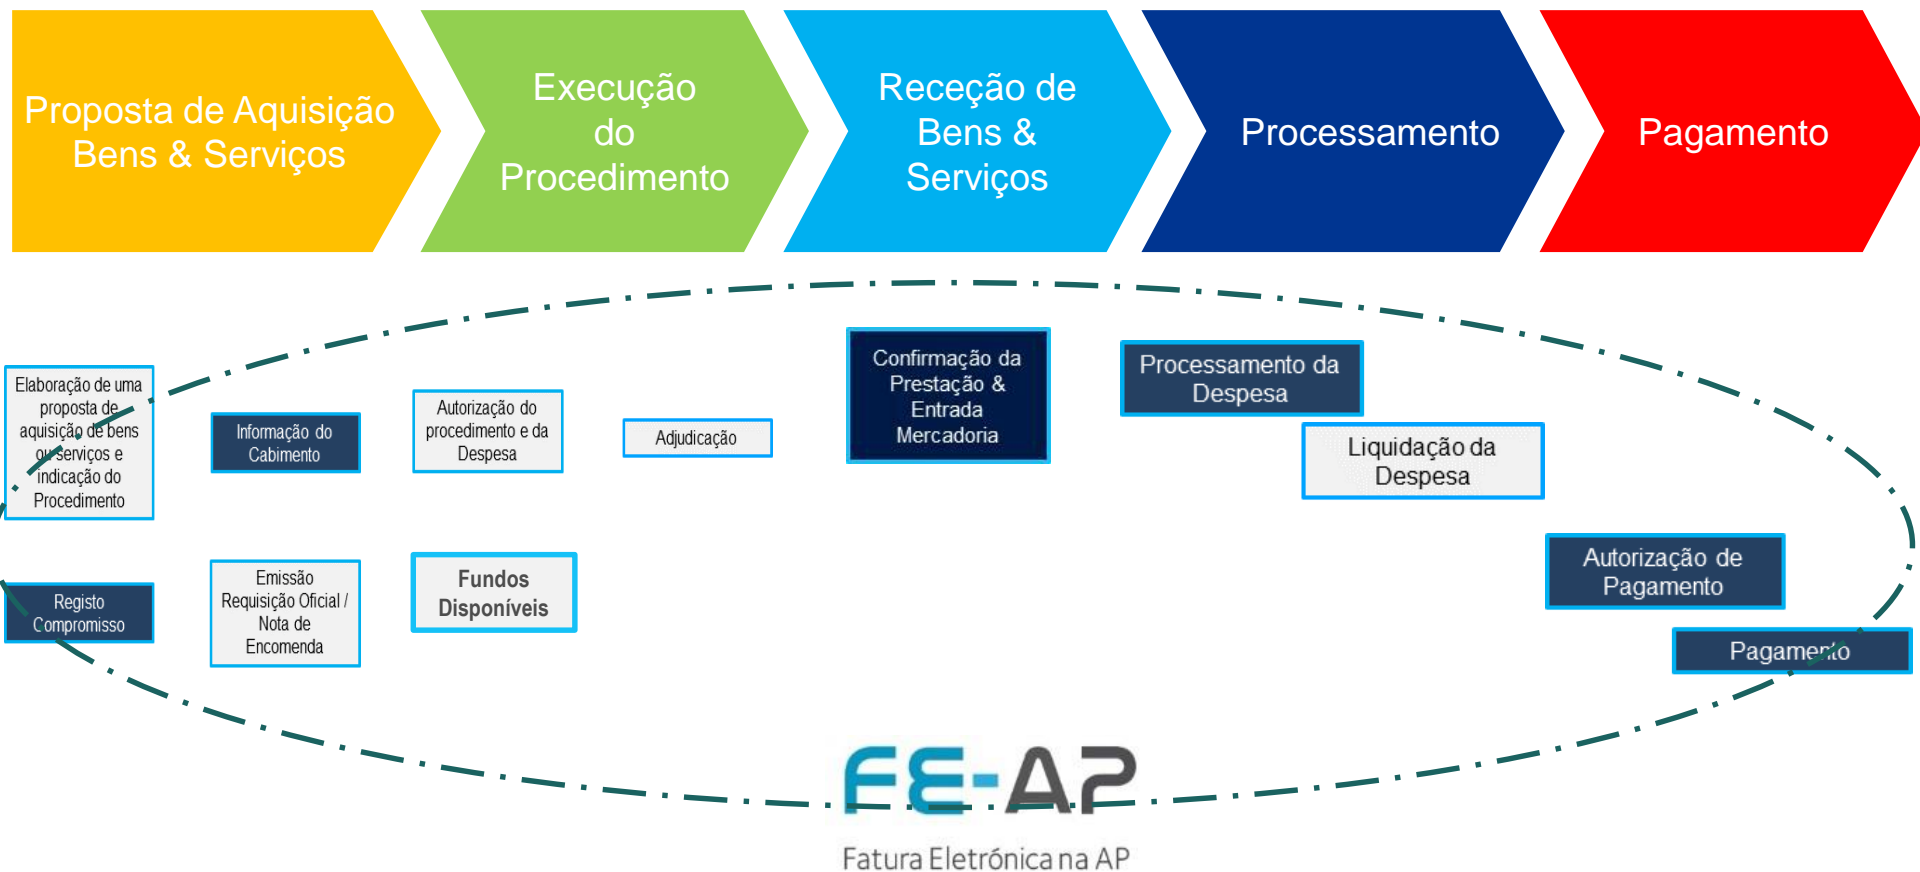 Proposta de Aquisição
Bens & Serviços
Execução
do
Procedimento
Receção de
Bens &
Serviços
Processamento
Pagamento
Elaboração de uma
proposta de
aquisição de bens
ou serviços e
indicação do
Procedimento
Informação do
Cabimento
Autorização do
procedimento e da
Despesa
Adjudicação
Confirmação da
Prestação &
Entrada
Mercadoria
Processamento da
Despesa
Liquidação da
Despesa
Registo
Compromisso
Emissão
Requisição Oficial /
Nota de
Encomenda
Fundos
Disponíveis
Autorização de
Pagamento
Pagamento
FE-AP
Fatura Eletrónica na AP